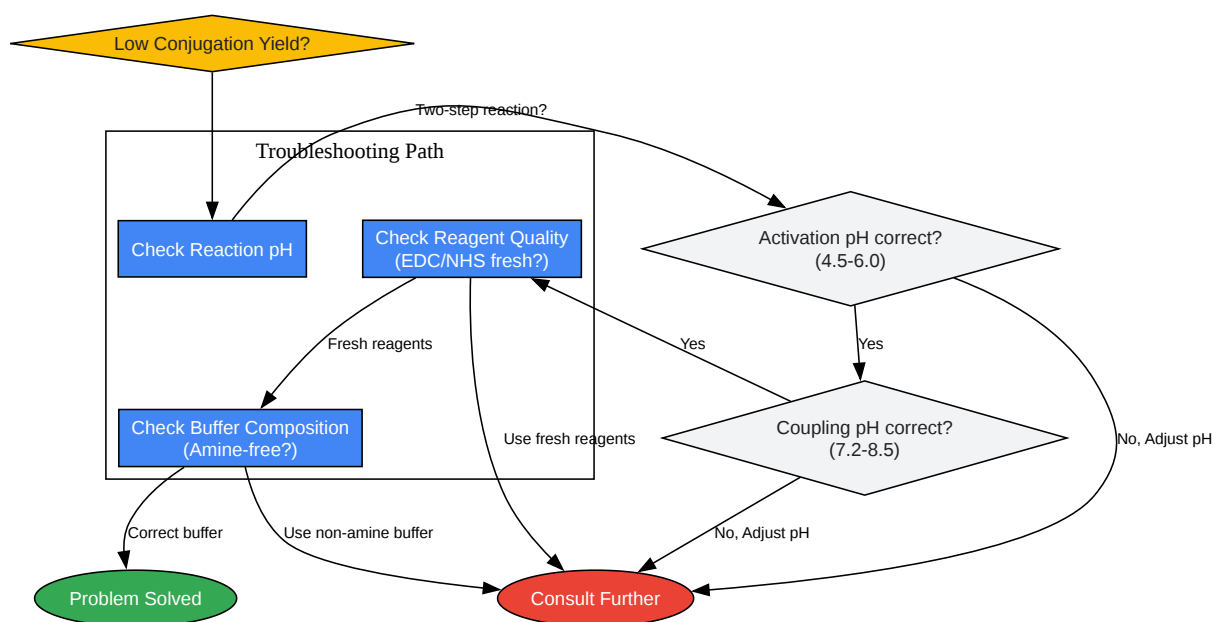 Low Conjugation Yield?
Two-step reaction?
Troubleshooting Path
Check Reaction pH
Check Reagent Quality
(EDC/NHS fresh?)
Activation pH correct?
(4.5-6.0)
Fresh reagents
Yes
Yes
Check Buffer Composition
(Amine-free?)
Use fresh reagents
Coupling pH correct?
(7.2-8.5)
No, Adjust pH
Correct buffer
Use non-amine buffer
No, Adjust pH
Problem Solved
Consult Further